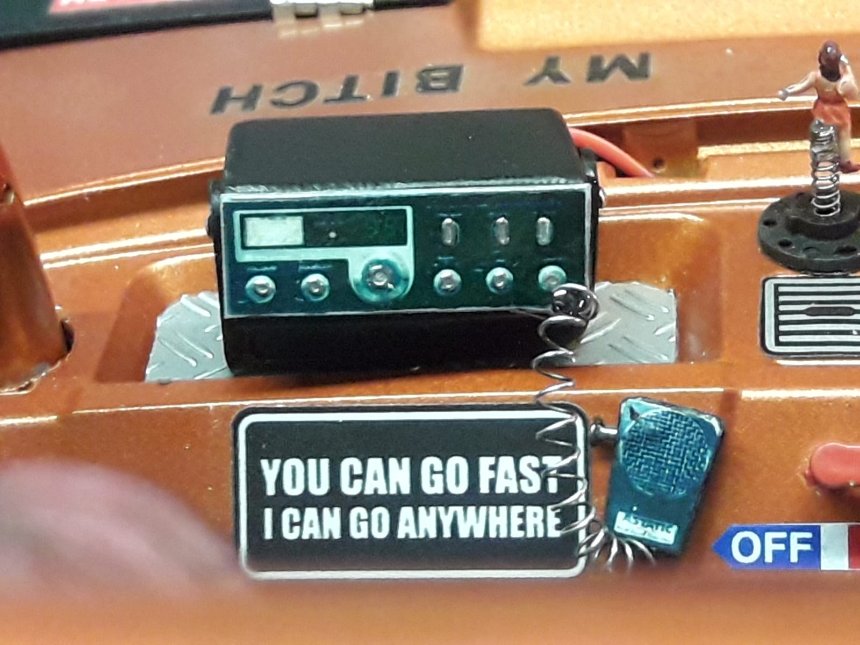 MY BITCH
YOU CAN GO FAST
I CAN GO ANYWHERE
OFF